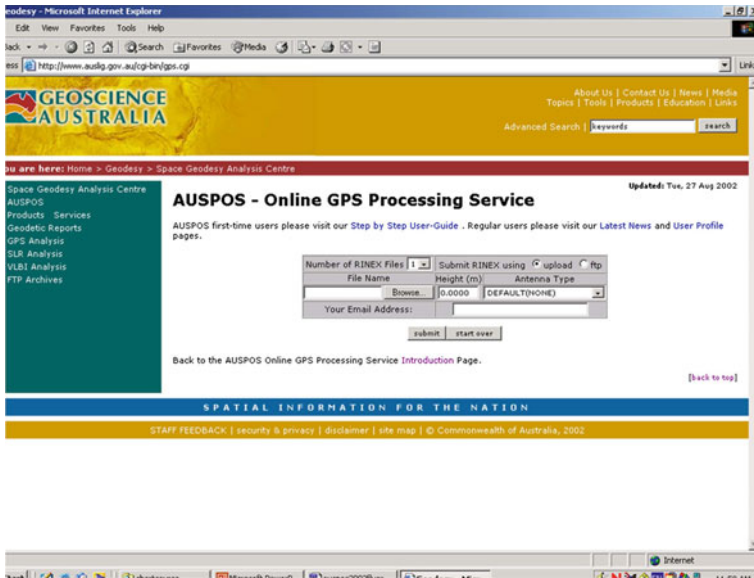 eodesy - Microsoft Internet Explorer
Edit View Favorites Tools Help
Back Search Favorites Media
ess http://www.auslig.gov.au/cgi-bin/gps.cgi Link
GEOSCIENCE
AUSTRALIA
About Us | Contact Us | News | Media
Topics | Tools | Products | Education | Links
Advanced Search | keywords search
ou are here: Home > Geodesy > Space Geodesy Analysis Centre
Space Geodesy Analysis Centre
AUSPOS
Products Services
Geodetic Reports
GPS Analysis
SLR Analysis
VLBI Analysis
FTP Archives
Updated: Tue, 27 Aug 2002
AUSPOS - Online GPS Processing Service
AUSPOS first-time users please visit our Step by Step User-Guide . Regular users please visit our Latest News and User Profile
pages.
Number of RINEX Files 1 Submit RINEX using upload ftp
File Name Height (m) Antenna Type
Browse... 0.0000 DEFAULT(NONE)
Your Email Address:
submit start over
Back to the AUSPOS Online GPS Processing Service Introduction Page.
[back to top]
SPATIAL INFORMATION FOR THE NATION
STAFF FEEDBACK | security & privacy | disclaimer | site map | © Commonwealth of Australia, 2002
Internet